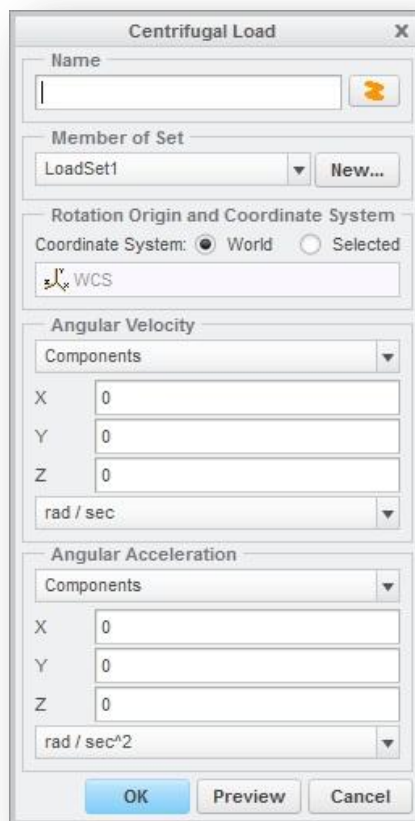 Centrifugal Load
Name
Member of Set
LoadSet1
New...
Rotation Origin and Coordinate System
Coordinate System: World Selected
WCS
Angular Velocity
Components
X 0
Y 0
Z 0
rad / sec
Angular Acceleration
Components
X 0
Y 0
Z 0
rad / sec^2
OK Preview Cancel